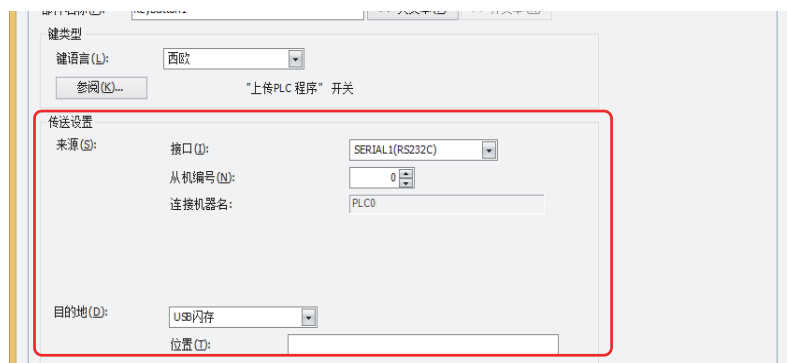 键类型
键语言(L): 西欧
参阅(K)... "上传PLC 程序" 开关
传送设置
来源(S): 接口(I): SERIAL1(RS232C)
从机编号(N): 0
连接机器名: PLC0
目的地(D): USB闪存
位置(T):